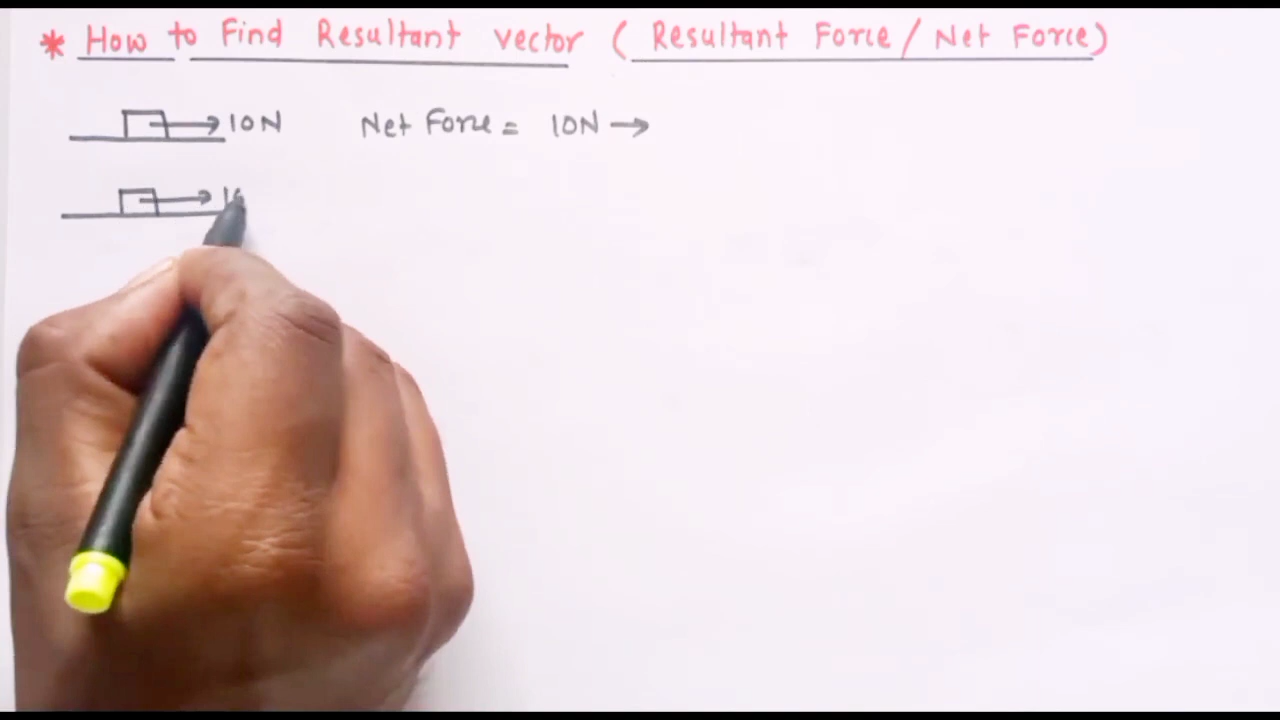 * How to Find Resultant vector ( Resultant Force / Net Force)
10N Net Force = 10N →